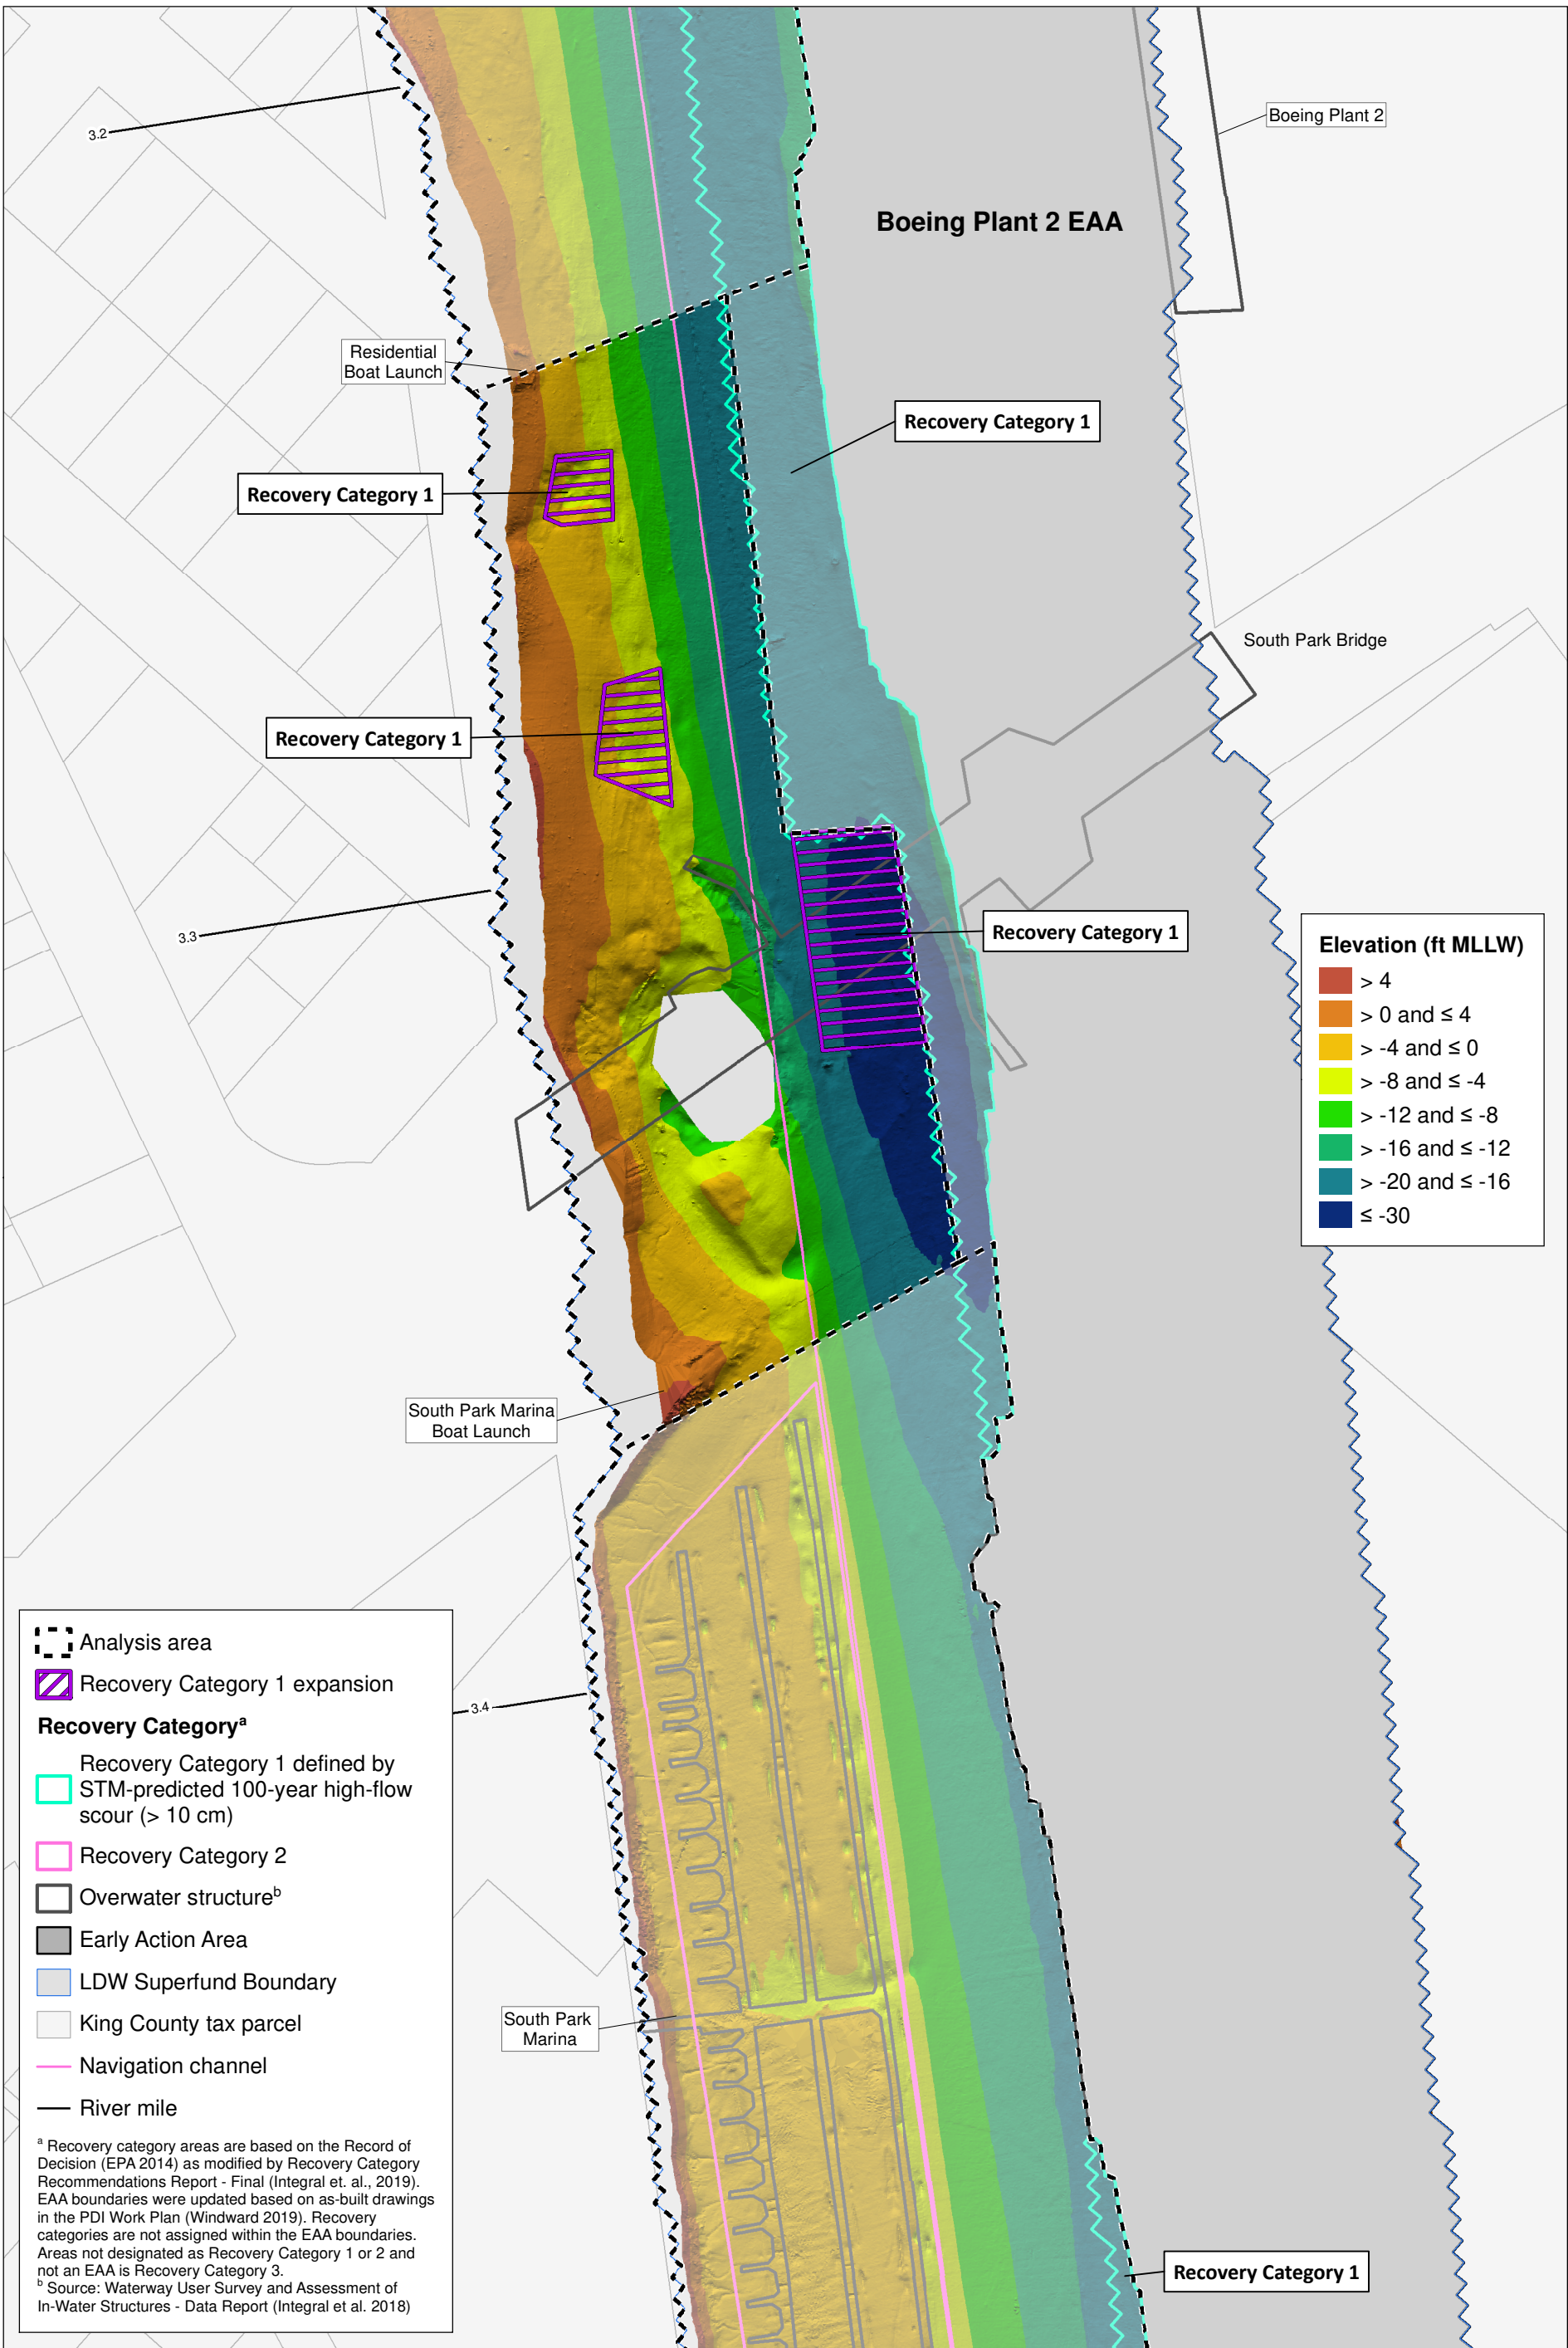 3.2
Boeing Plant 2
Boeing Plant 2 EAA
Residential
Boat Launch
Recovery Category 1
Recovery Category 1
South Park Bridge
Recovery Category 1
3.3
Recovery Category 1
Elevation (ft MLLW)
> 4
> 0 and ≤ 4
> -4 and ≤ 0
> -8 and ≤ -4
> -12 and ≤ -8
> -16 and ≤ -12
> -20 and ≤ -16
≤ -30
South Park Marina
Boat Launch
Analysis area
Recovery Category 1 expansion
Recovery Categoryᵃ
Recovery Category 1 defined by
STM-predicted 100-year high-flow
scour (> 10 cm)
Recovery Category 2
Overwater structureᵇ
Early Action Area
LDW Superfund Boundary
King County tax parcel
Navigation channel
River mile
ᵃ Recovery category areas are based on the Record of
Decision (EPA 2014) as modified by Recovery Category
Recommendations Report - Final (Integral et. al., 2019).
EAA boundaries were updated based on as-built drawings
in the PDI Work Plan (Windward 2019). Recovery
categories are not assigned within the EAA boundaries.
Areas not designated as Recovery Category 1 or 2 and
not an EAA is Recovery Category 3.
ᵇ Source: Waterway User Survey and Assessment of
In-Water Structures - Data Report (Integral et al. 2018)
3.4
South Park
Marina
Recovery Category 1